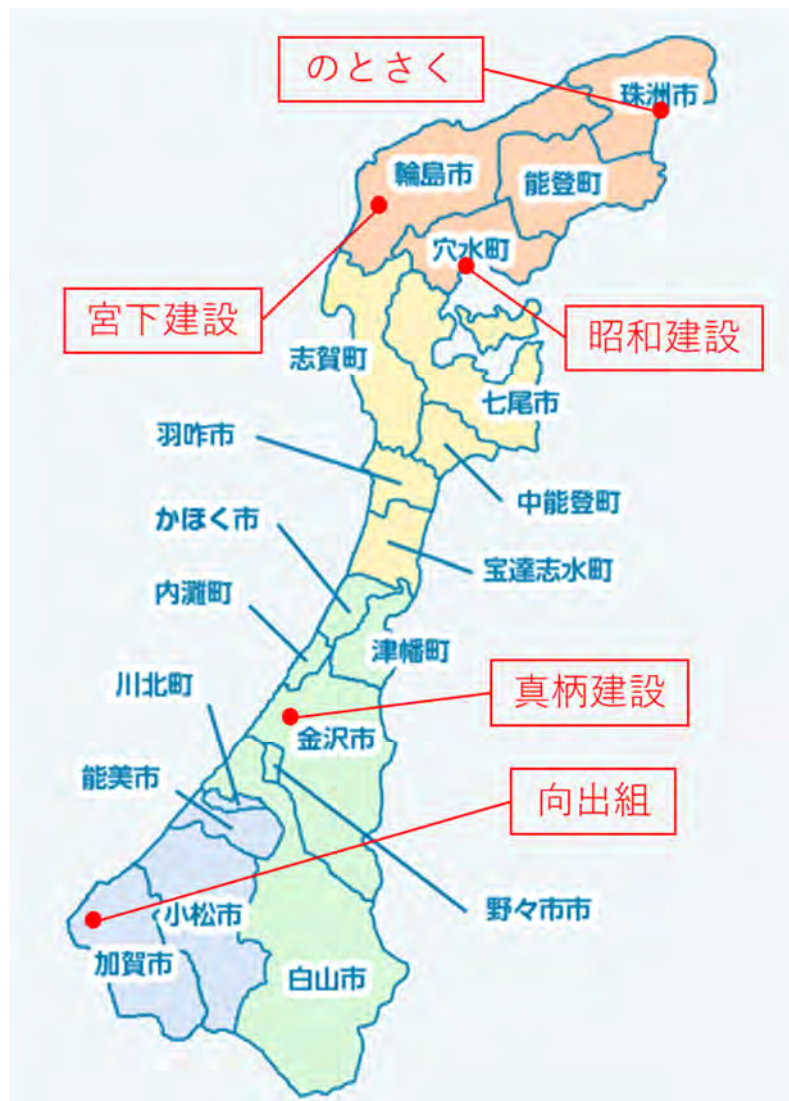 のとさく
珠洲市
輪島市
能登町
穴水町
宮下建設
昭和建設
志賀町
七尾市
羽咋市
中能登町
かほく市
宝達志水町
内灘町
津幡町
川北町
真柄建設
金沢市
能美市
向出組
野々市市
小松市
加賀市
白山市